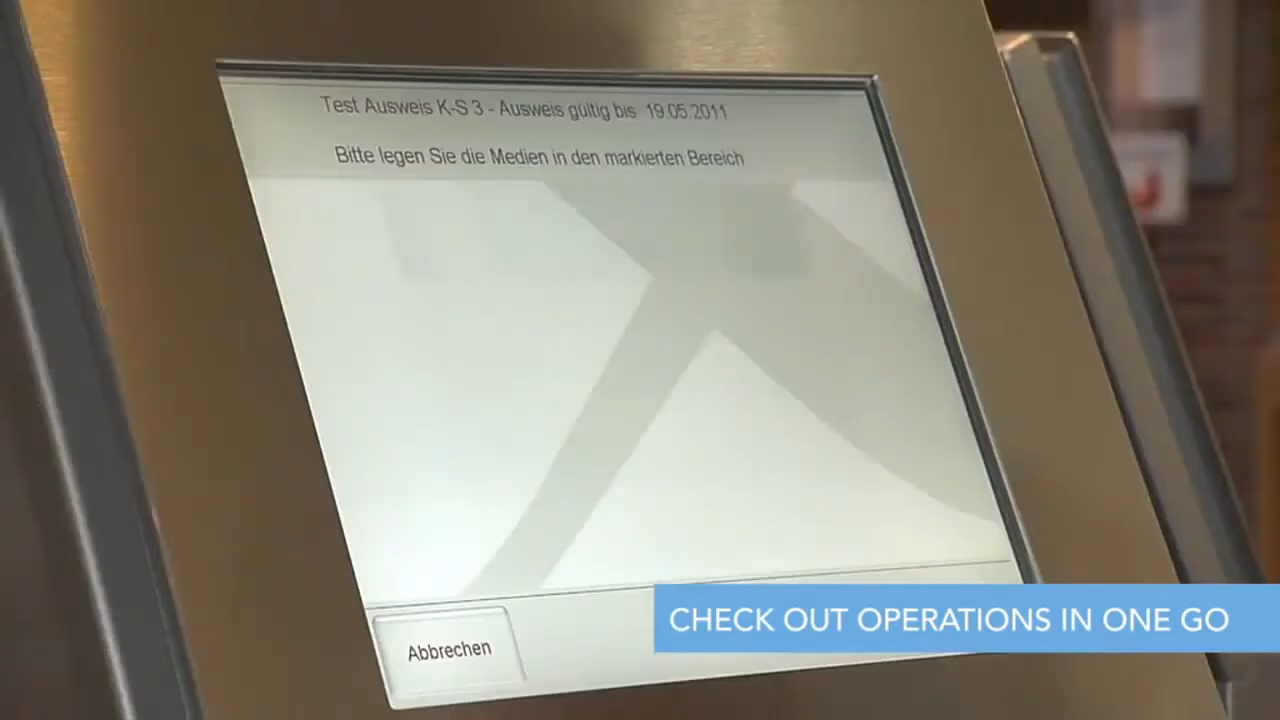 Test Ausweis K-S 3 - Ausweis gültig bis 19.05.2011
Bitte legen Sie die Medien in den markierten Bereich
Abbrechen
CHECK OUT OPERATIONS IN ONE GO